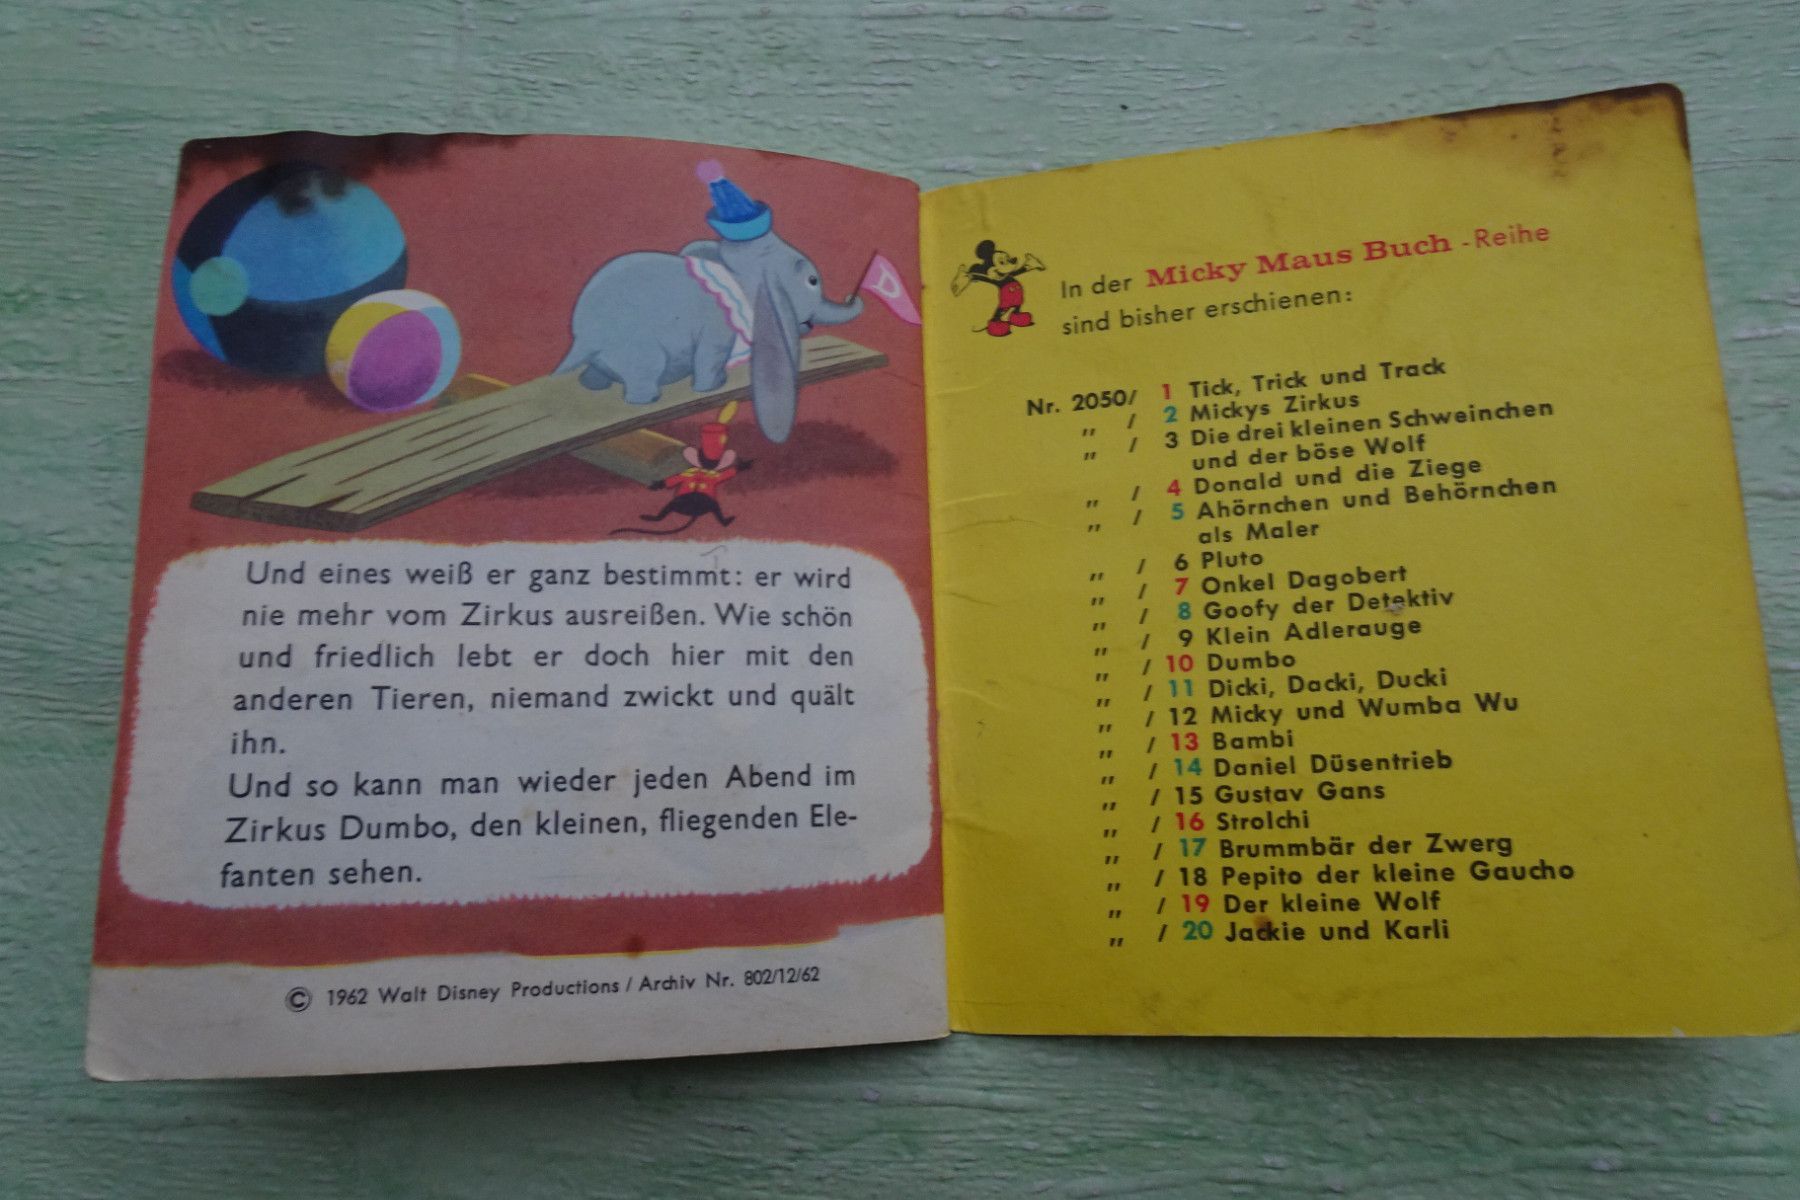 D
Und eines weiß er ganz bestimmt: er wird
nie mehr vom Zirkus ausreißen. Wie schön
und friedlich lebt er doch hier mit den
anderen Tieren, niemand zwickt und quält
ihn.
Und so kann man wieder jeden Abend im
Zirkus Dumbo, den kleinen, fliegenden Ele-
fanten sehen.
© 1962 Walt Disney Productions / Archiv Nr. 802/12/62
In der Micky Maus Buch-Reihe
sind bisher erschienen:
Nr. 2050/ 1 Tick, Trick und Track
„ / 2 Mickys Zirkus
„ / 3 Die drei kleinen Schweinchen
und der böse Wolf
„ / 4 Donald und die Ziege
„ / 5 Ahörnchen und Behörnchen
als Maler
„ / 6 Pluto
„ / 7 Onkel Dagobert
„ / 8 Goofy der Detektiv
„ / 9 Klein Adlerauge
„ / 10 Dumbo
„ / 11 Dicki, Dacki, Ducki
„ / 12 Micky und Wumba Wu
„ / 13 Bambi
„ / 14 Daniel Düsentrieb
„ / 15 Gustav Gans
„ / 16 Strolchi
„ / 17 Brummbär der Zwerg
„ / 18 Pepito der kleine Gaucho
„ / 19 Der kleine Wolf
„ / 20 Jackie und Karli